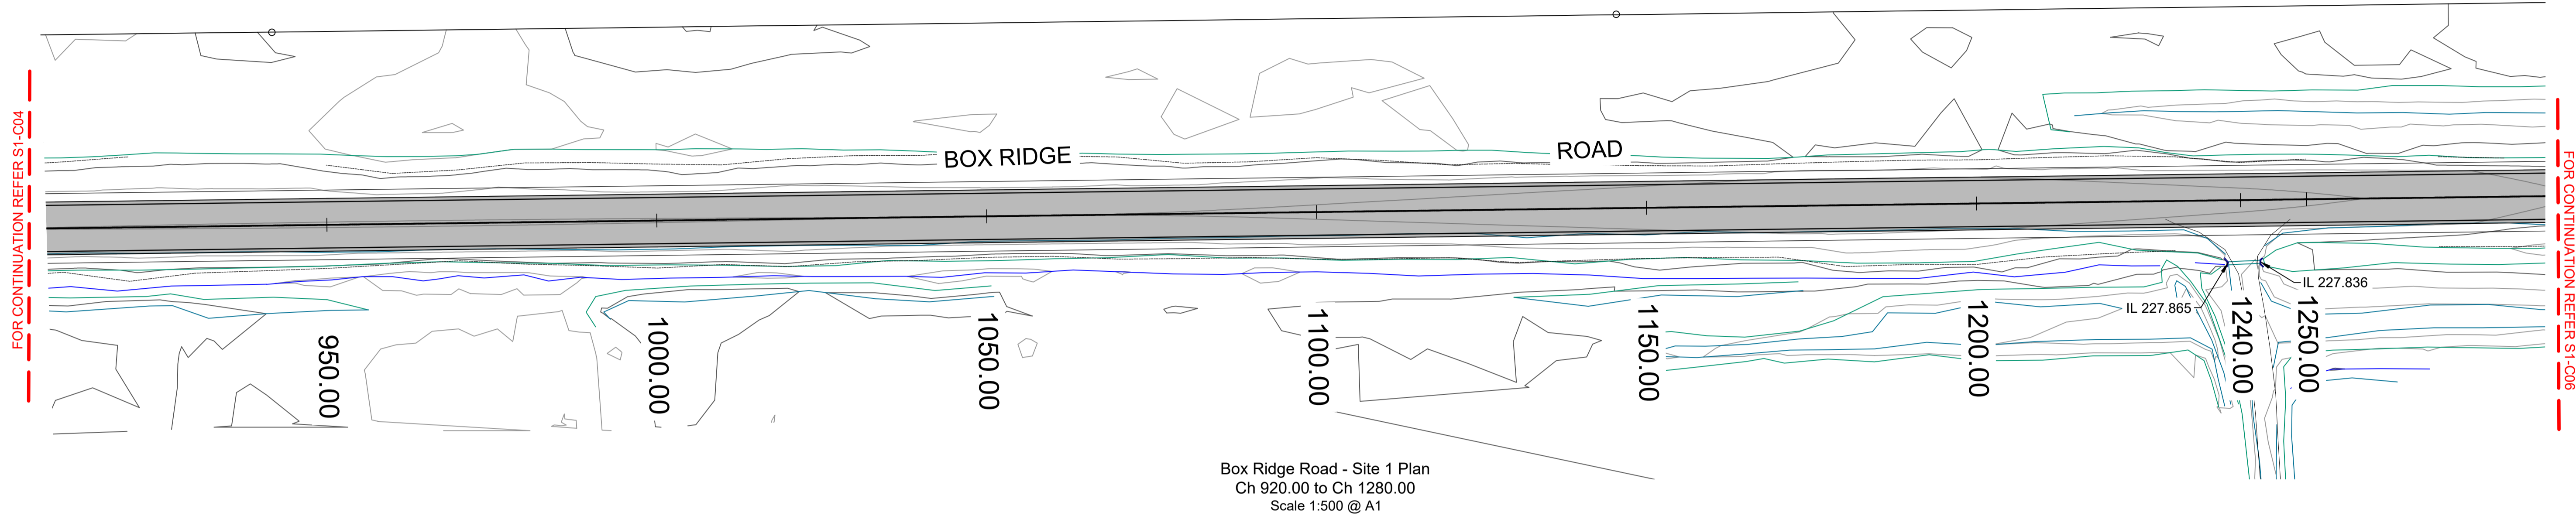 FOR CONTINUATION REFER S1-C04
BOX RIDGE
ROAD
FOR CONTINUATION REFER S1-C06
IL 227.836
IL 227.865
950.00
1000.00
1050.00
1100.00
1150.00
1200.00
1240.00
1250.00
Box Ridge Road - Site 1 Plan
Ch 920.00 to Ch 1280.00
Scale 1:500 @ A1